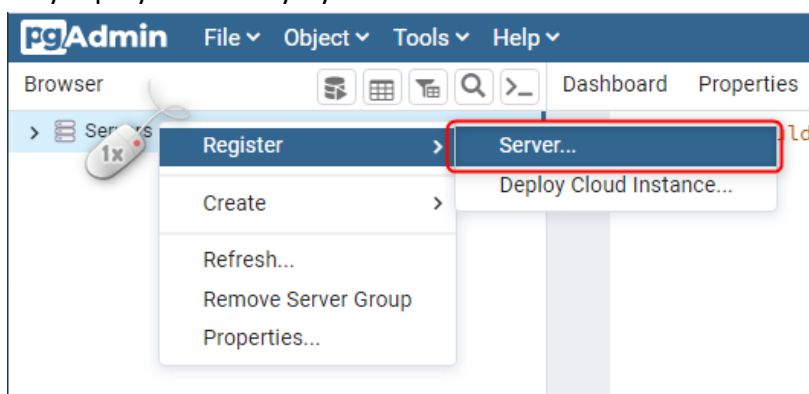 pgAdmin File Object Tools Help
Browser Dashboard Properties
Servers
1x
Register Server...
Deploy Cloud Instance...
Create
Refresh...
Remove Server Group
Properties...